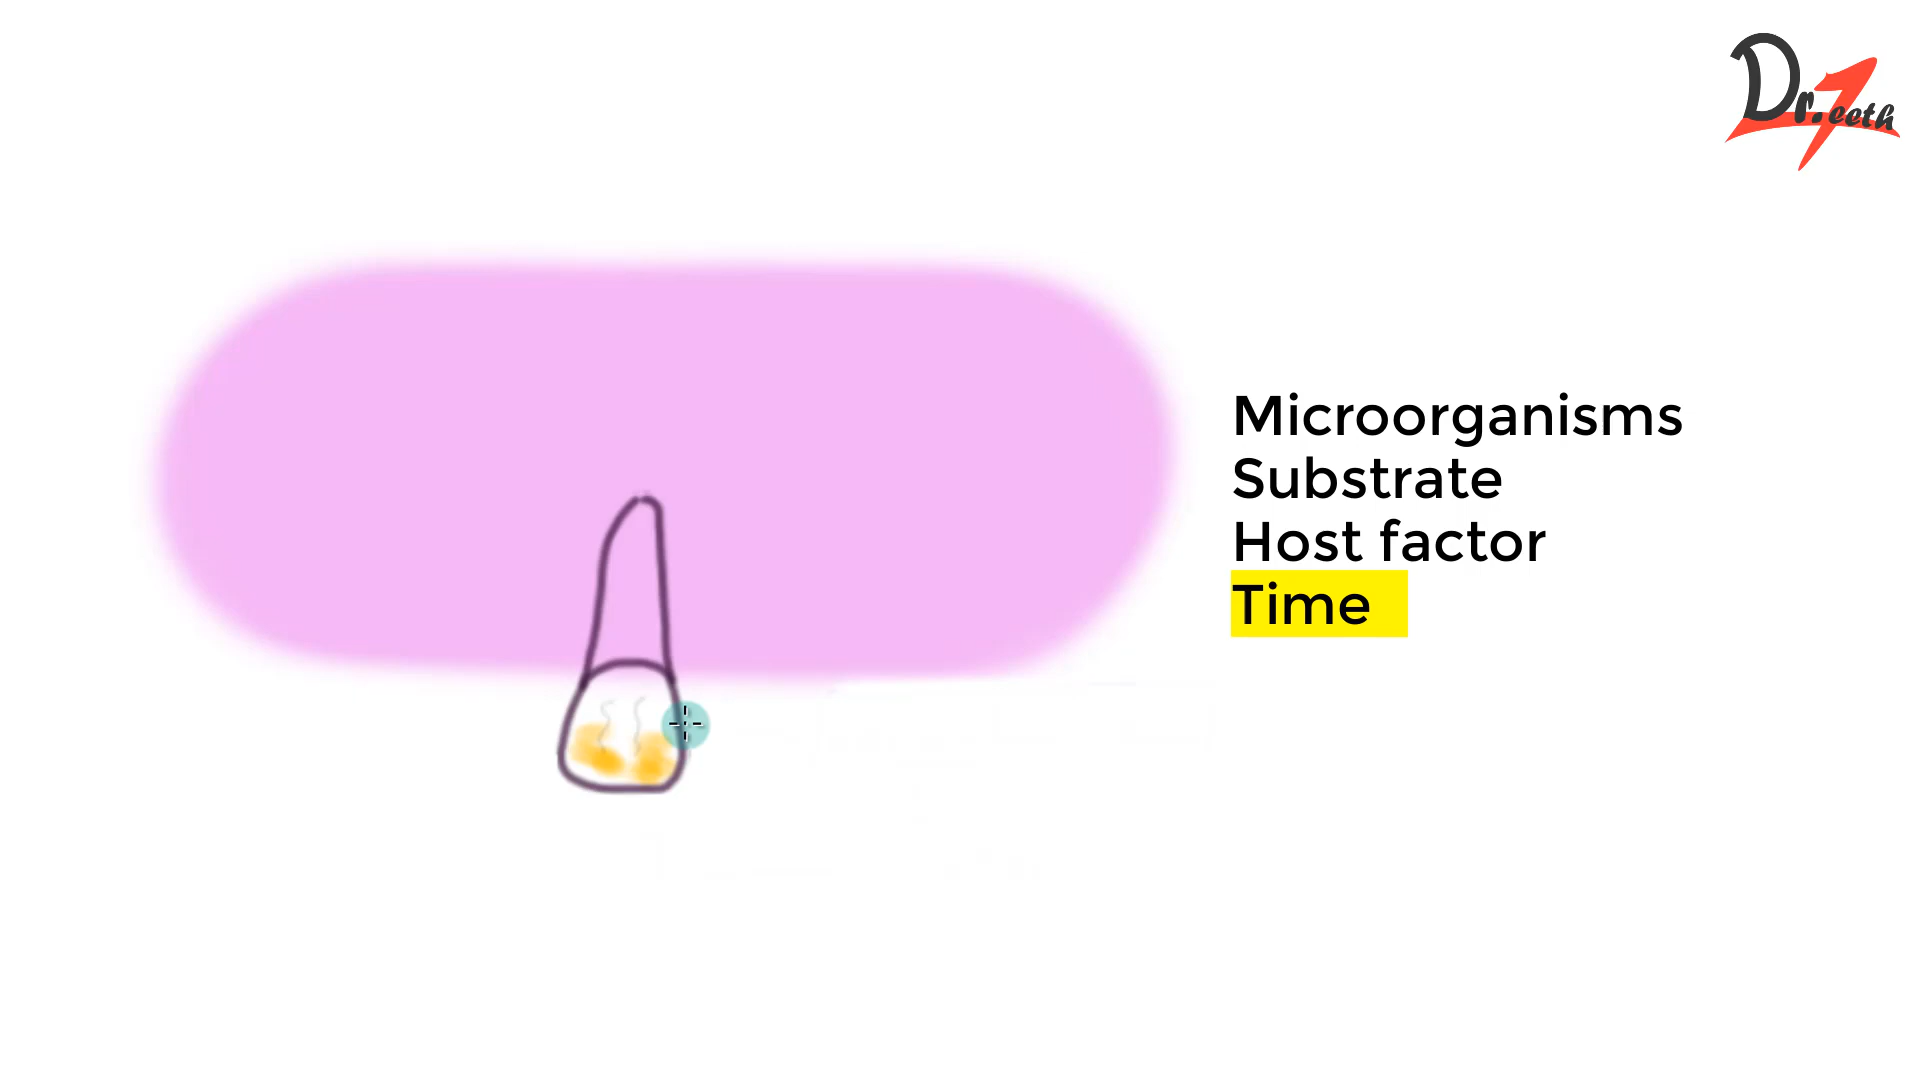 Dr.Teeth
Microorganisms
Substrate
Host factor
Time